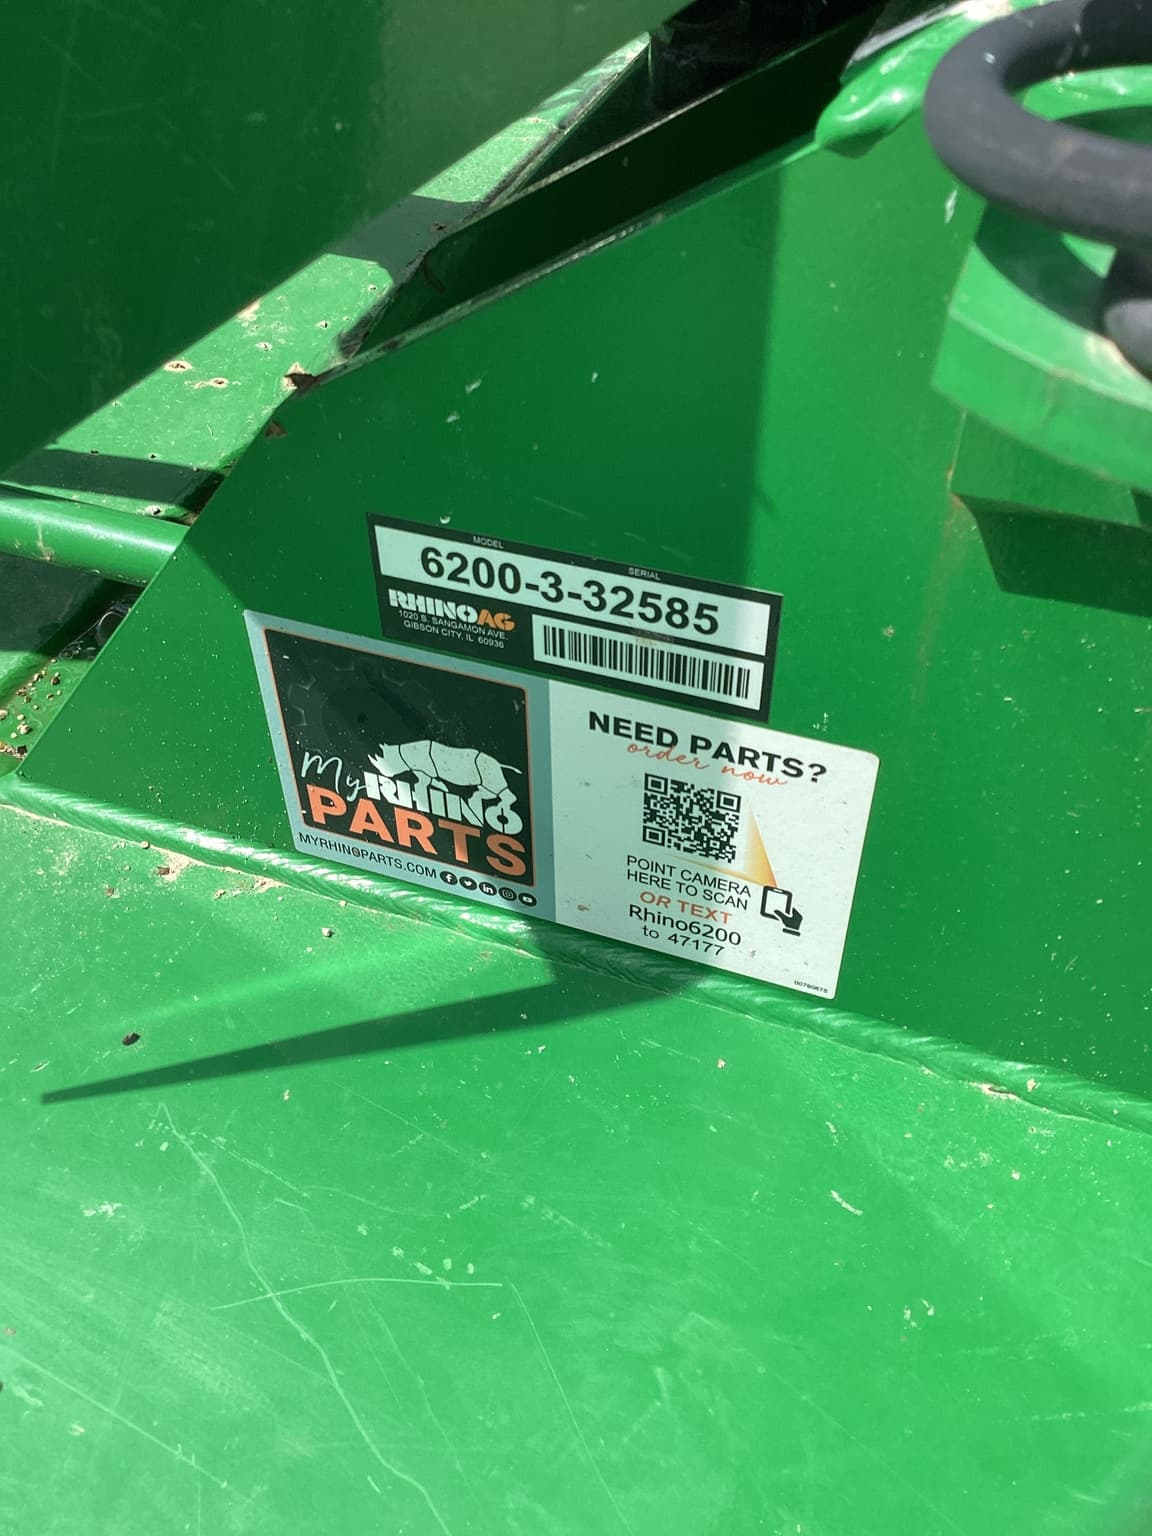 MODEL
SERIAL
6200-3-32585
RHINOAG
1020 S. SANGAMON AVE.
GIBSON CITY, IL 60936
My RHINO
PARTS
MYRHINOPARTS.COM
NEED PARTS?
order now
POINT CAMERA
HERE TO SCAN
OR TEXT
Rhino6200
to 47177
00780675